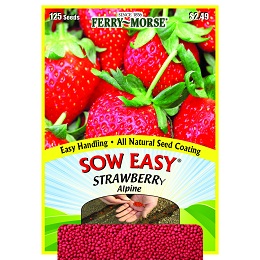 SINCE 1856
125 Seeds FERRY-MORSE® $2.49
Easy Handling • All Natural Seed Coating
SOW EASY®
STRAWBERRY
Alpine